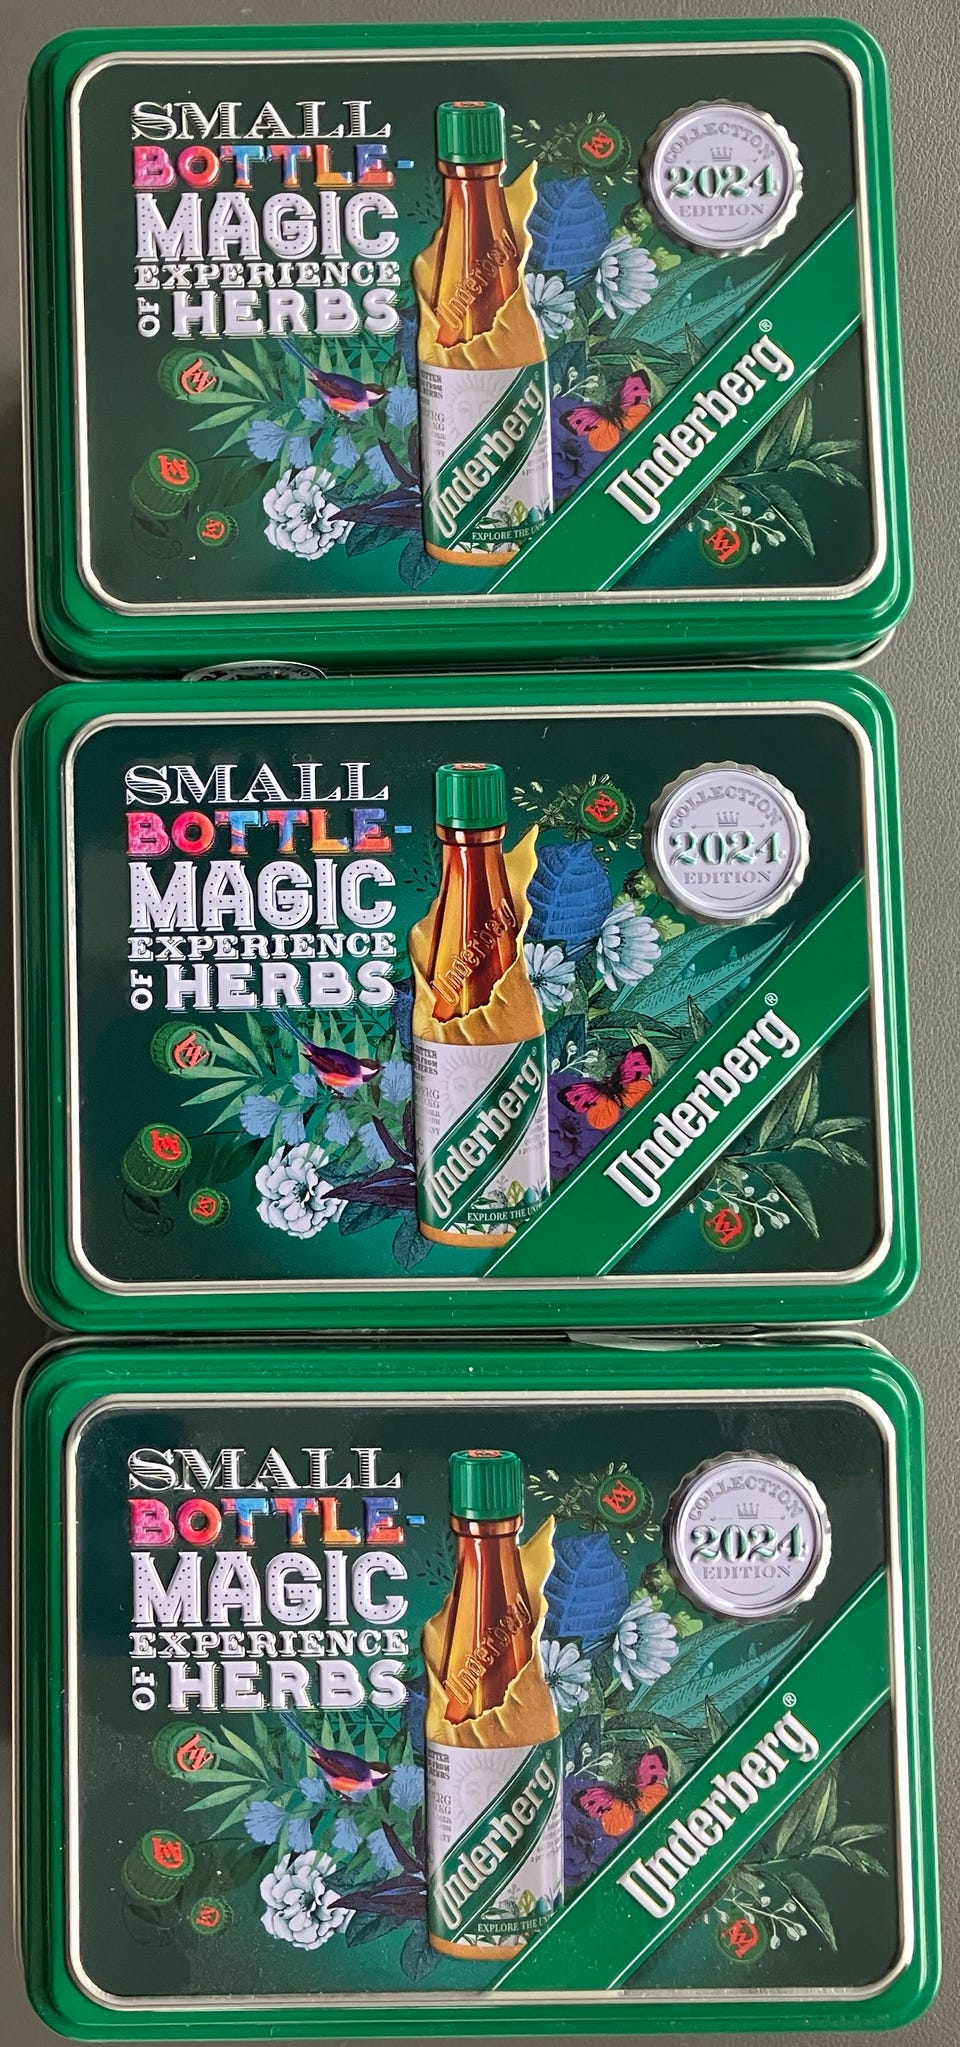 SMALL
BOTTLE-
MAGIC
EXPERIENCE
OF HERBS
COLLECTION
2024
EDITION
Underberg
Underberg
EXPLORE THE
Underberg®
SMALL
BOTTLE-
MAGIC
EXPERIENCE
OF HERBS
COLLECTION
2024
EDITION
Underberg
Underberg®
EXPLORE THE
Underberg®
SMALL
BOTTLE-
MAGIC
EXPERIENCE
OF HERBS
COLLECTION
2024
EDITION
Underberg
Underberg®
EXPLORE THE
Underberg®